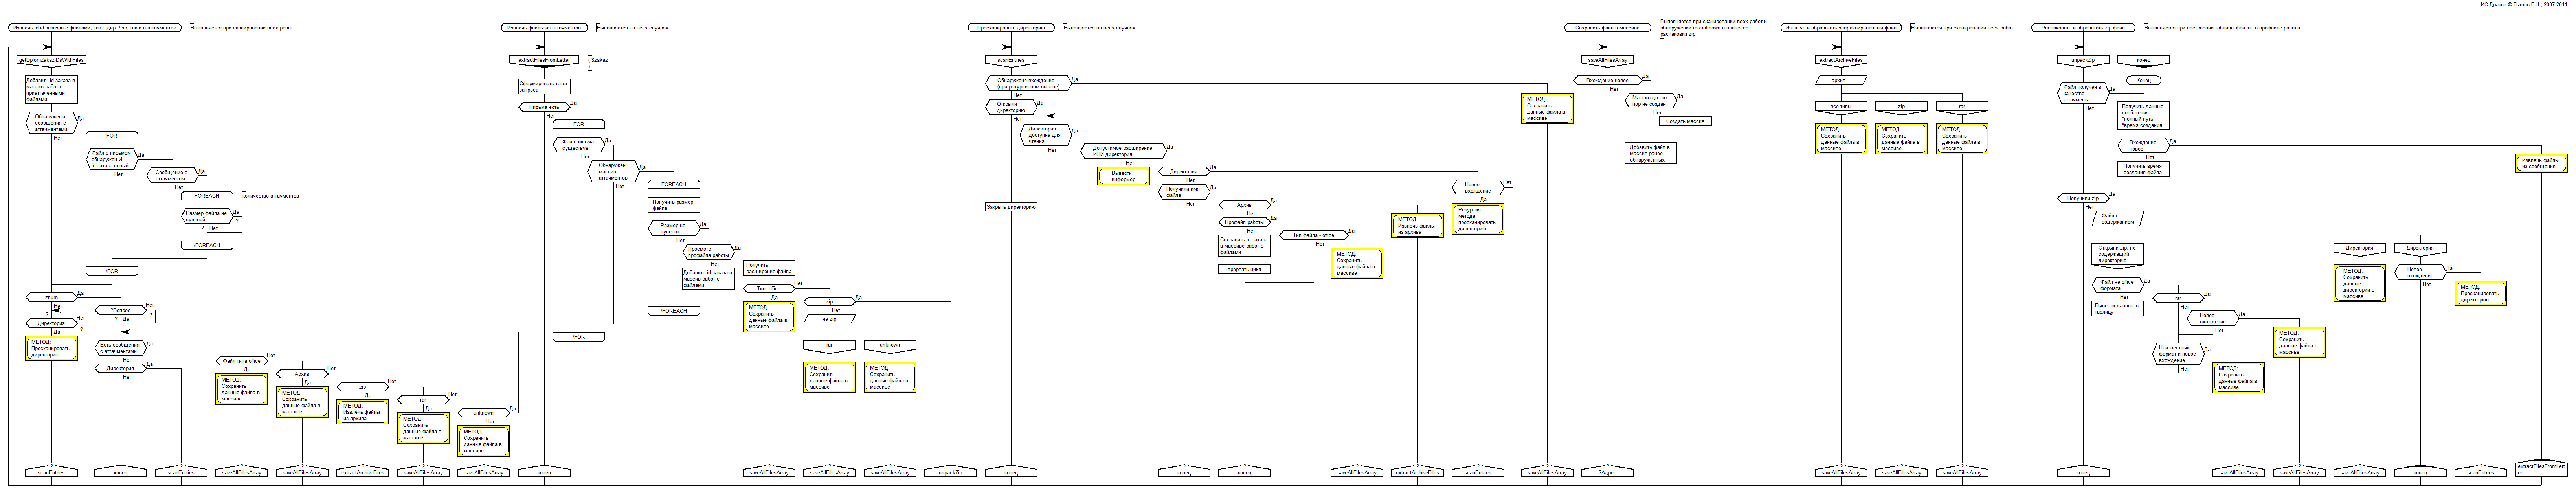 ИС Дракон © Тышов Г.Н., 2007-2011
Извлечь id id заказов с файлами, как в дир. /zip, так и в аттачментах
Выполняется при сканировании всех работ
getDiplomZakazIDsWithFiles
Добавить id заказа в
массив работ с
приаттаченными
файлами
Обнаружены
сообщения с
аттачментами
Да
Нет
FOR
Файл с письмом
обнаружен И
id заказа новый
Да
Нет
Сообщение с
аттачментом
Да
Нет
FOREACH
количество аттачментов
Размер файла не
нулевой
Да
?
? Нет
/FOREACH
/FOR
znum
Да
Нет
?
Директория
Нет
?
Да
МЕТОД:
Просканировать
директорию
?Вопрос
Нет
?
? Да
Есть сообщения
с аттачментами
Да
Нет
Директория
Да
Нет
Файл типа office
Нет
Да
МЕТОД:
Сохранить
данные файла в
массиве
Архив
Нет
Да
МЕТОД:
Сохранить
данные файла в
массиве
zip
Нет
Да
МЕТОД:
Извлечь файлы
из архива
rar
Нет
Да
МЕТОД:
Сохранить
данные файла в
массиве
unknown
Да
Нет
МЕТОД:
Сохранить
данные файла в
массиве
?
scanEntries
конец
?
scanEntries
?
saveAllFilesArray
?
saveAllFilesArray
?
extractArchiveFiles
?
saveAllFilesArray
?
saveAllFilesArray
Извлечь файлы из аттачментов
Выполняется во всех случаях
extractFilesFromLetter
( $zakaz
)
Сформировать текст
запроса
Письма есть
Да
Нет
FOR
Файл письма
существует
Да
Нет
Обнаружен
массив
аттачментов
Да
Нет
FOREACH
Получить размер
файла
Размер не
нулевой
Да
Нет
Просмотр
профайла работы
Да
Нет
Добавить id заказа в
массив работ с
файлами
/FOREACH
/FOR
Получить
расширение файла
Тип: office
Нет
Да
МЕТОД:
Сохранить
данные файла в
массиве
zip
Да
Нет
не zip
rar
МЕТОД:
Сохранить
данные файла в
массиве
unknown
МЕТОД:
Сохранить
данные файла в
массиве
конец
?
saveAllFilesArray
?
saveAllFilesArray
?
saveAllFilesArray
unpackZip
Просканировать директорию
Выполняется во всех случаях
scanEntries
Обнаружено вхождение
(при рекурсивном вызове)
Да
Нет
Открыли
директорию
Да
Нет
Директория
доступна для
чтения
Да
Нет
Допустимое расширение
ИЛИ директория
Да
Нет
Вывести
информер
Закрыть директорию
Директория
Да
Нет
Получили имя
файла
Да
Нет
Архив
Да
Нет
Профайл работы
Да
Нет
Сохранить id заказа
в массиве работ с
файлами
прервать цикл
Тип файла - office
Да
Нет
МЕТОД:
Сохранить
данные файла в
массиве
МЕТОД:
Извлечь файлы
из архива
Новое
вхождение
Нет
Да
Рекурсия
метода:
просканировать
директорию
МЕТОД:
Сохранить
данные файла в
массиве
конец
?
?
конец
?
saveAllFilesArray
?
extractArchiveFiles
?
scanEntries
?
saveAllFilesArray
Сохранить файл в массиве
Выполняется при сканировании всех работ и
обнаружении rar/unknown в процессе
распаковки zip
saveAllFilesArray
Вхождение новое
Да
Нет
Массив до сих
пор не создан
Да
Нет
Создать массив
Добавить файл в
массив ранее
обнаруженных
?
?Адрес
Извлечь и обработать заархивированный файл
Выполняется при сканировании всех работ
extractArchiveFiles
архив...
все типы
МЕТОД:
Сохранить
данные файла в
массиве
zip
МЕТОД:
Сохранить
данные файла в
массиве
rar
МЕТОД:
Сохранить
данные файла в
массиве
?
saveAllFilesArray
?
saveAllFilesArray
?
saveAllFilesArray
Распаковать и обработать zip-файл
Выполняется при построении таблицы файлов в профайле работы
unpackZip
конец
Конец
Файл получен в
качестве
аттачмента
Да
Нет
Получить данные
сообщения:
*полный путь
*время создания
Вхождение
новое
Да
Нет
Получить время
создания файла
Извлечь файлы
из сообщения
Получили zip
Да
Нет
Файл с
содержанием
Открыли zip, не
содержащий
директорию
Файл не office
формата
Да
Нет
Вывести данные в
таблицу
rar
Да
Нет
Новое
вхождение
Да
Нет
Неизвестный
формат и новое
вхождение
Да
Нет
МЕТОД:
Сохранить
данные файла в
массиве
МЕТОД:
Сохранить
данные файла в
массиве
Директория
МЕТОД:
Сохранить
данные
директории в
массиве
Директория
Новое
вхождение
Да
Нет
МЕТОД:
Просканировать
директорию
конец
?
saveAllFilesArray
?
saveAllFilesArray
?
saveAllFilesArray
конец
?
scanEntries
extractFilesFromLett
er